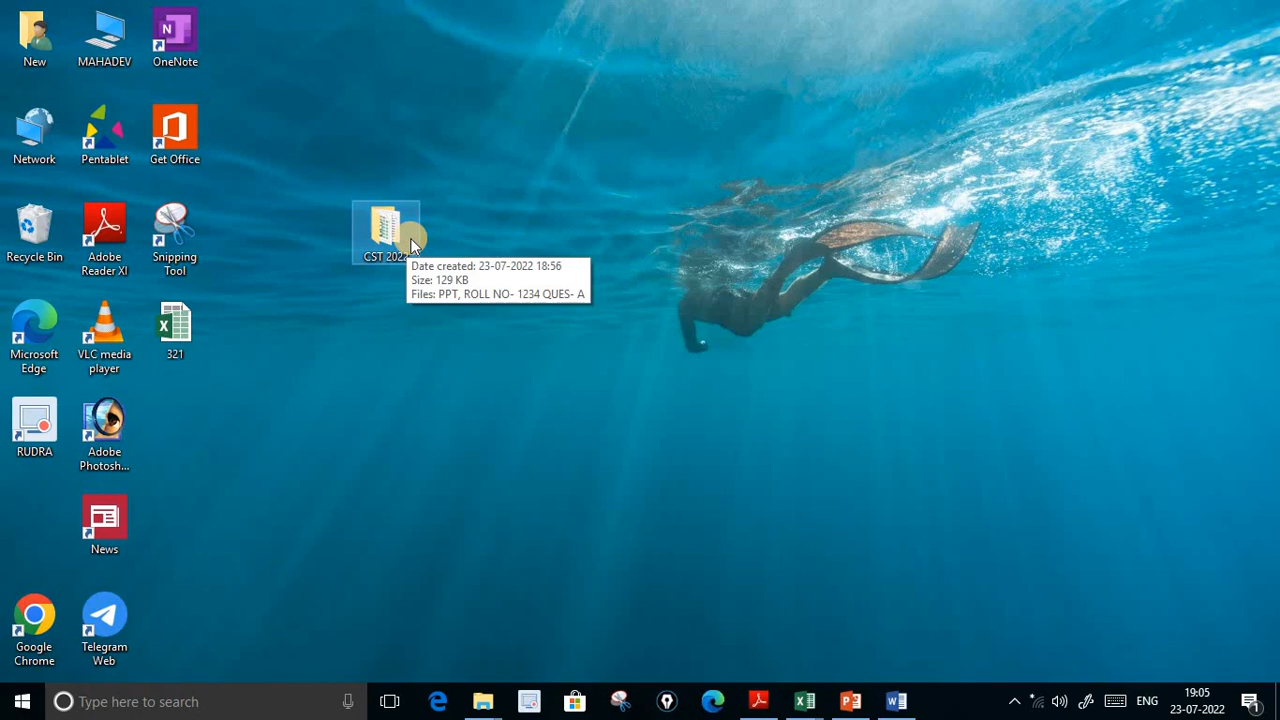 New
MAHADEV
OneNote
Network
Pentablet
Get Office
Recycle Bin
Adobe
Reader XI
Snipping
Tool
CST 2022
Date created: 23-07-2022 18:56
Size: 129 KB
Files: PPT, ROLL NO- 1234 QUES- A
Microsoft
Edge
VLC media
player
321
RUDRA
Adobe
Photosh...
News
Google
Chrome
Telegram
Web
Type here to search
ENG
19:05
23-07-2022
1